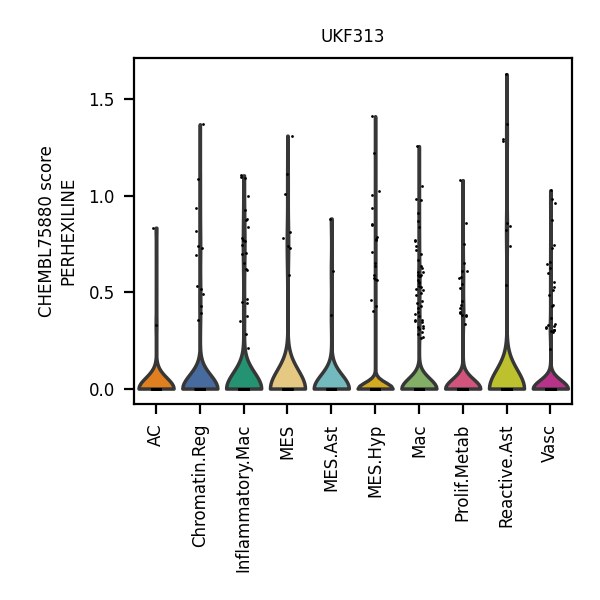 UKF313
CHEMBL75880 score
PERHEXILINE
1.5
1.0
0.5
0.0
AC
Chromatin.Reg
Inflammatory.Mac
MES
MES.Ast
MES.Hyp
Mac
Prolif.Metab
Reactive.Ast
Vasc